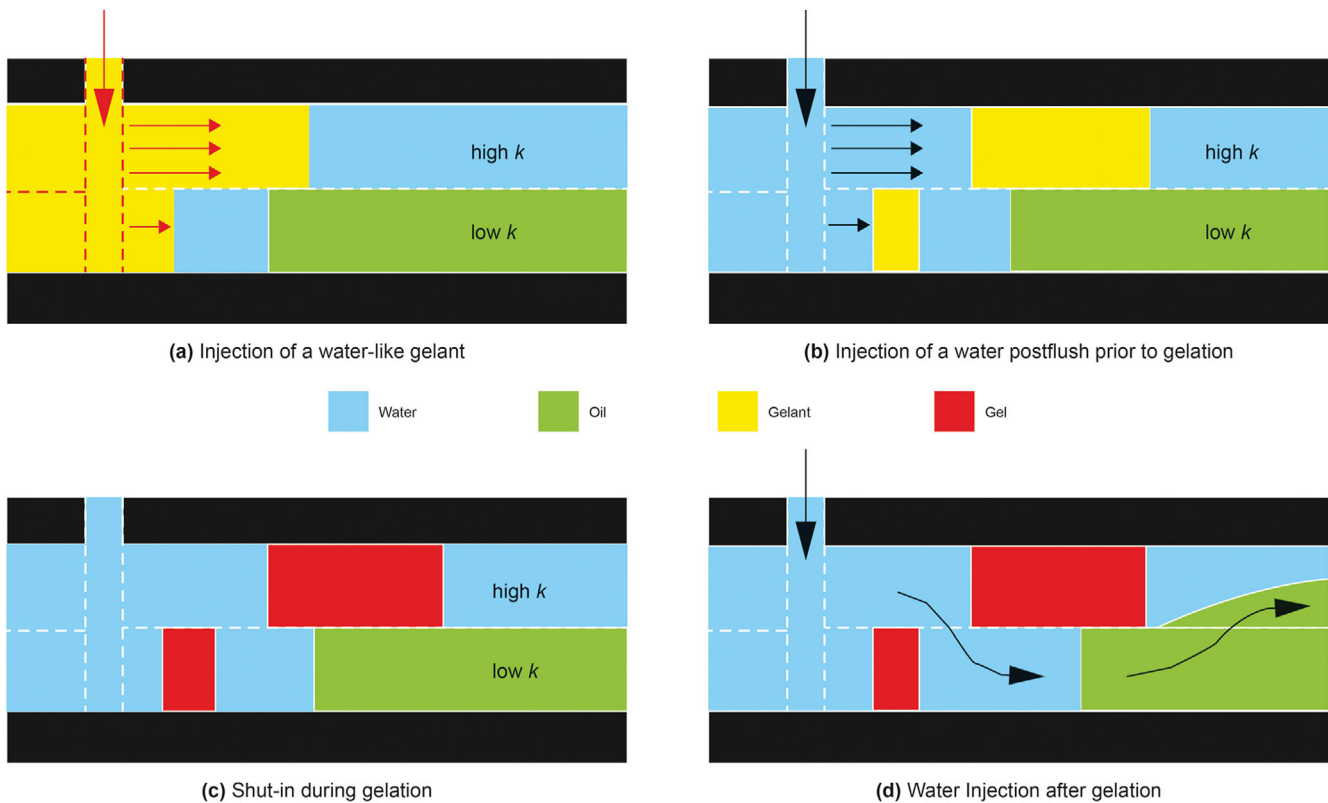 high k
low k
(a) Injection of a water-like gelant
high k
low k
(b) Injection of a water postflush prior to gelation
Water
Oil
Gelant
Gel
high k
low k
(c) Shut-in during gelation
(d) Water Injection after gelation